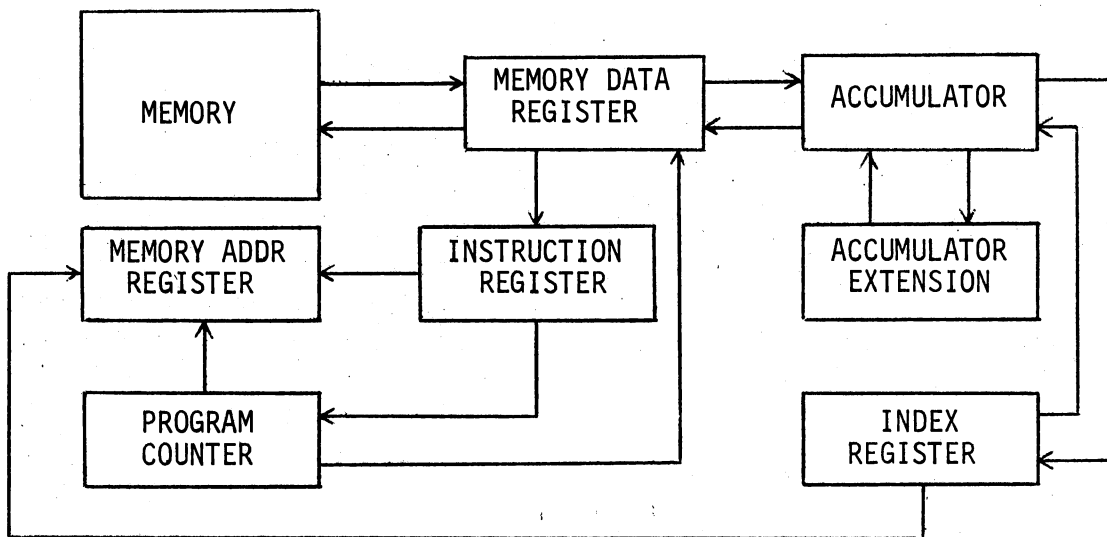 MEMORY
MEMORY DATA
REGISTER
ACCUMULATOR
MEMORY ADDR
REGISTER
INSTRUCTION
REGISTER
ACCUMULATOR
EXTENSION
PROGRAM
COUNTER
INDEX
REGISTER